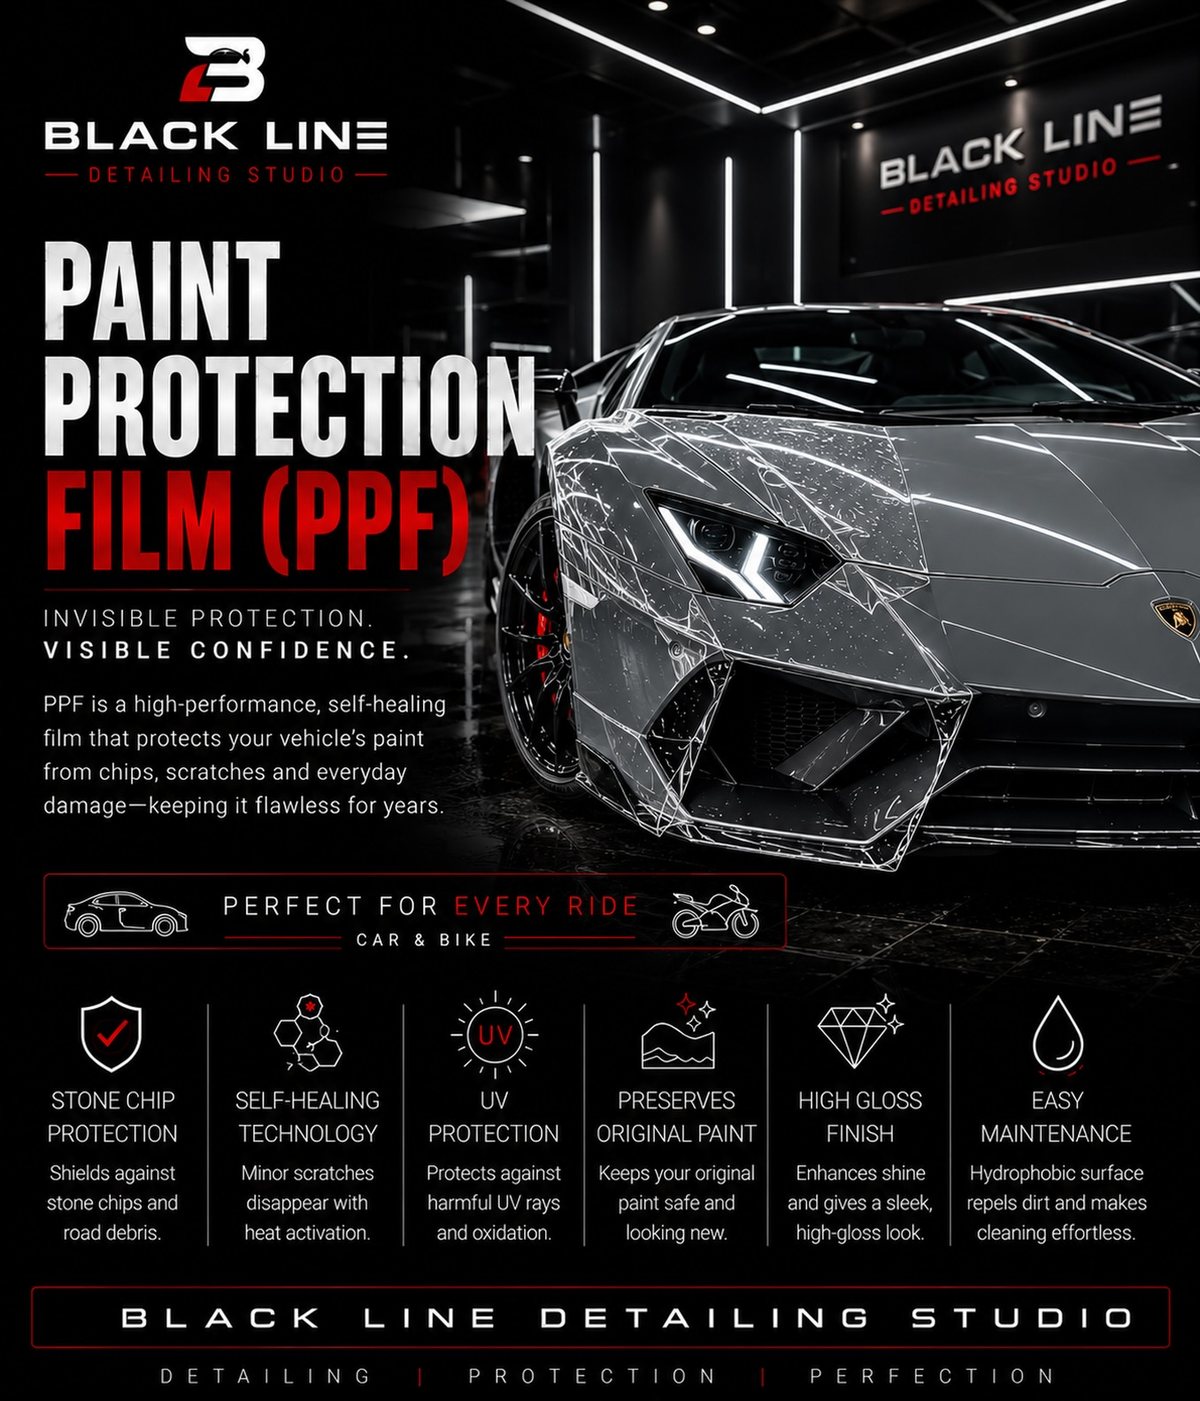 BLACK LINE
DETAILING STUDIO
BLACK LINE
DETAILING STUDIO
PAINT
PROTECTION
FILM (PPF)
INVISIBLE PROTECTION.
VISIBLE CONFIDENCE.
PPF is a high-performance, self-healing
film that protects your vehicle's paint
from chips, scratches and everyday
damage—keeping it flawless for years.
PERFECT FOR EVERY RIDE
CAR & BIKE
UV
STONE CHIP
PROTECTION
Shields against
stone chips and
road debris.
SELF-HEALING
TECHNOLOGY
Minor scratches
disappear with
heat activation.
UV
PROTECTION
Protects against
harmful UV rays
and oxidation.
PRESERVES
ORIGINAL PAINT
Keeps your original
paint safe and
looking new.
HIGH GLOSS
FINISH
Enhances shine
and gives a sleek,
high-gloss look.
EASY
MAINTENANCE
Hydrophobic surface
repels dirt and makes
cleaning effortless.
BLACK LINE DETAILING STUDIO
DETAILING | PROTECTION | PERFECTION